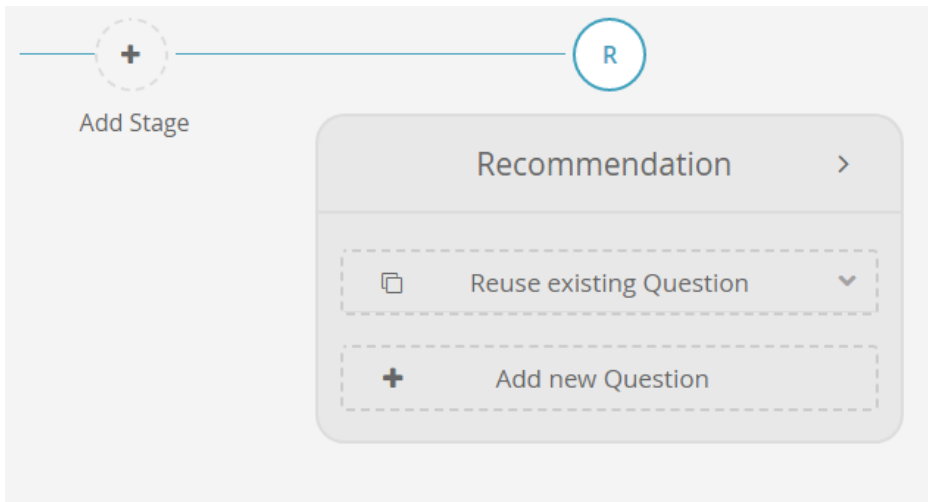 R
Add Stage
Recommendation
Reuse existing Question
Add new Question